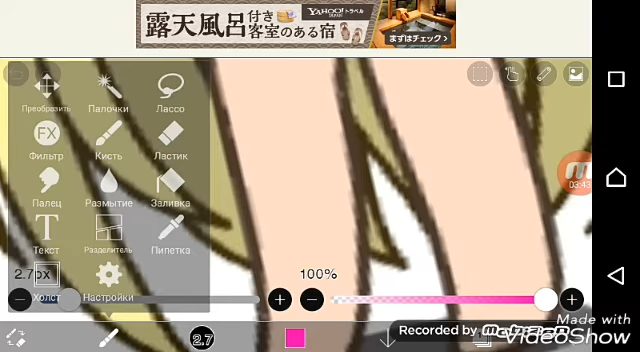 露天風呂付き客室のある宿
YAHOO!トラベル
JAPAN
まずはチェック
Преобразить Палочки Лассо
FX
Фильтр Кисть Ластик
Палец Размытие Заливка
T
Текст Разделитель Пипетка
2.7px
100%
Холст Настройки
03:43
2.7
Recorded by
Made with
VideoShow